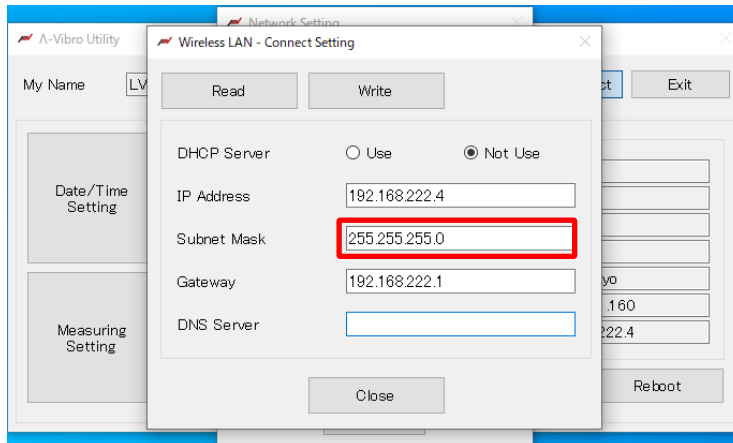 Network Setting
Λ-Vibro Utility
Wireless LAN - Connect Setting
My Name
LV
Read
Write
ct
Exit
DHCP Server
Use
Not Use
Date/Time
Setting
IP Address
192.168.222.4
Subnet Mask
255.255.255.0
Gateway
192.168.222.1
yo
.160
DNS Server
222.4
Measuring
Setting
Close
Reboot